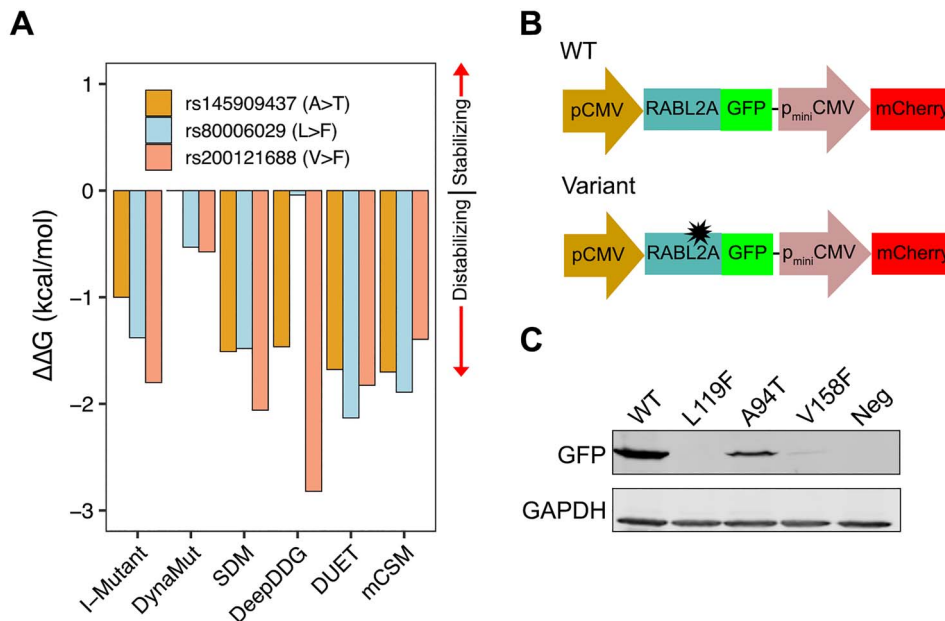 A
1
0
−1
−2
−3
ΔΔG (kcal/mol)
rs145909437 (A>T)
rs80006029 (L>F)
rs200121688 (V>F)
Distabilizing
Stabilizing
I−Mutant
DynaMut
SDM
DeepDDG
DUET
mCSM
B
WT
pCMV RABL2A GFP pminiCMV mCherry
Variant
pCMV RABL2A GFP pminiCMV mCherry
C
WT L119F A94T V158F Neg
GFP
GAPDH